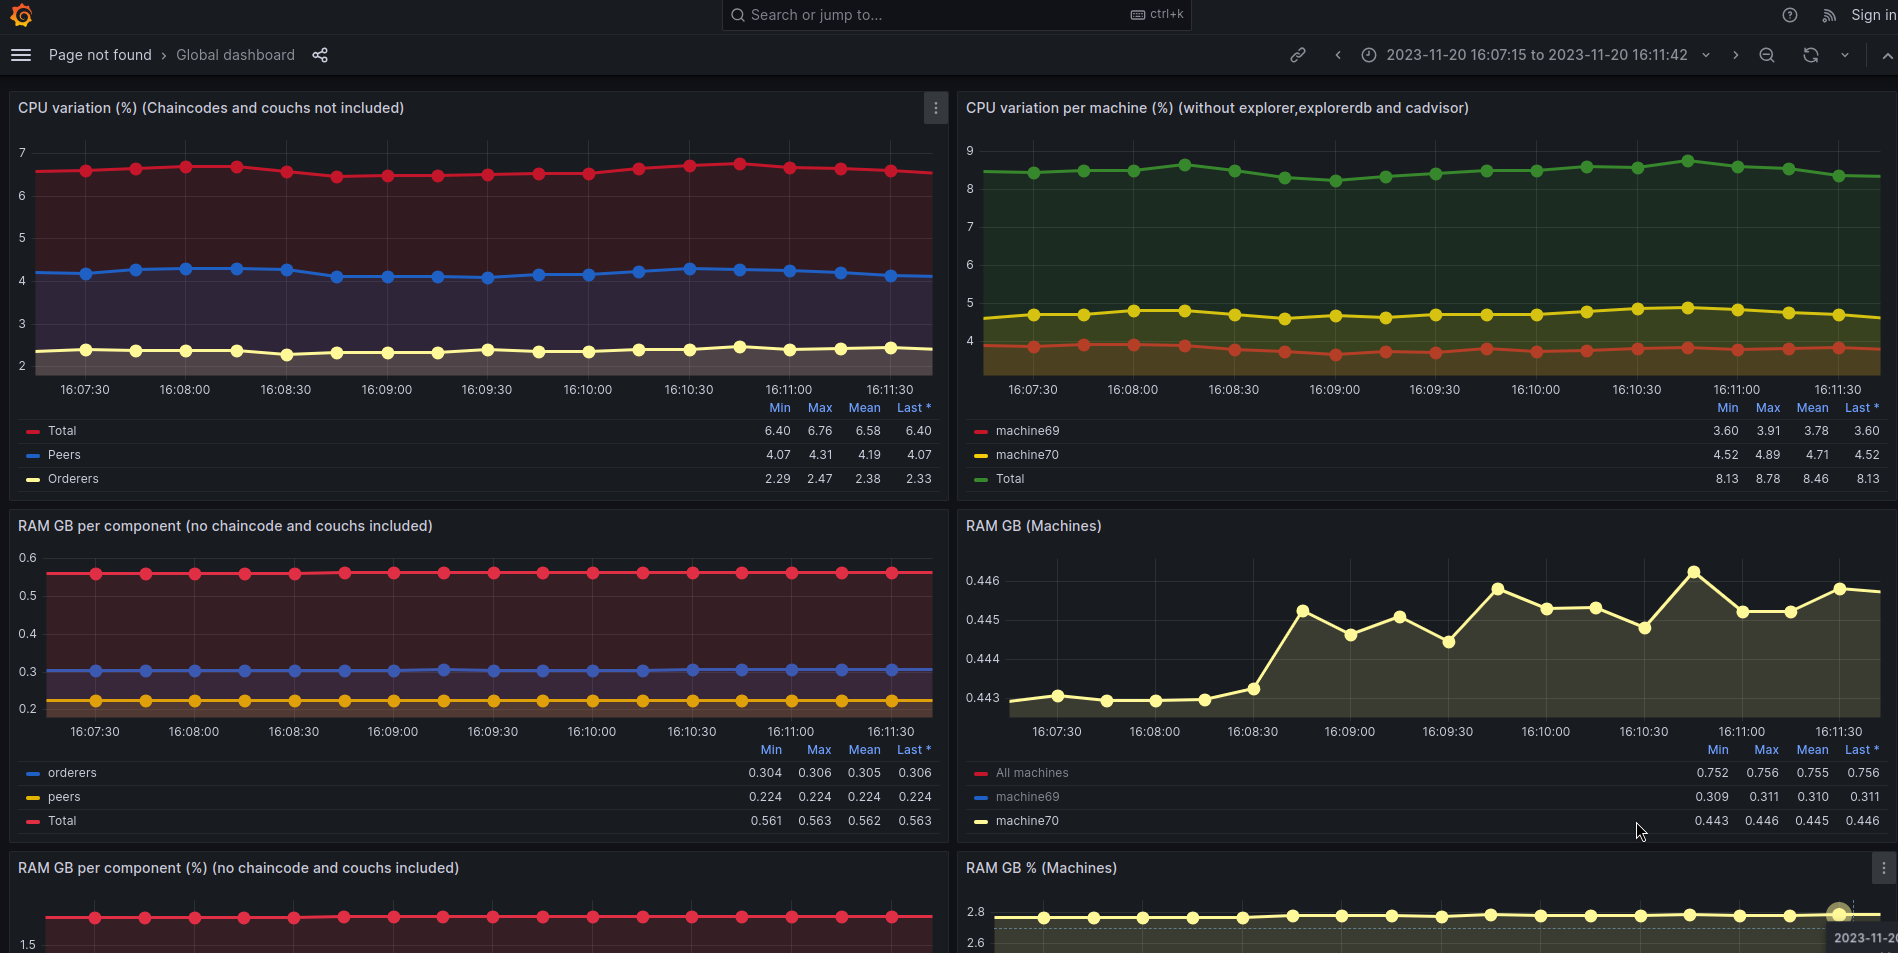 Search or jump to...
ctrl+k
Sign in
Page not found › Global dashboard
2023-11-20 16:07:15 to 2023-11-20 16:11:42
CPU variation (%) (Chaincodes and couchs not included)
7
6
5
4
3
2
16:07:30 16:08:00 16:08:30 16:09:00 16:09:30 16:10:00 16:10:30 16:11:00 16:11:30
Min Max Mean Last *
Total 6.40 6.76 6.58 6.40
Peers 4.07 4.31 4.19 4.07
Orderers 2.29 2.47 2.38 2.33
CPU variation per machine (%) (without explorer,explorerdb and cadvisor)
9
8
7
6
5
4
16:07:30 16:08:00 16:08:30 16:09:00 16:09:30 16:10:00 16:10:30 16:11:00 16:11:30
Min Max Mean Last *
machine69 3.60 3.91 3.78 3.60
machine70 4.52 4.89 4.71 4.52
Total 8.13 8.78 8.46 8.13
RAM GB per component (no chaincode and couchs included)
0.6
0.5
0.4
0.3
0.2
16:07:30 16:08:00 16:08:30 16:09:00 16:09:30 16:10:00 16:10:30 16:11:00 16:11:30
Min Max Mean Last *
orderers 0.304 0.306 0.305 0.306
peers 0.224 0.224 0.224 0.224
Total 0.561 0.563 0.562 0.563
RAM GB (Machines)
0.446
0.445
0.444
0.443
16:07:30 16:08:00 16:08:30 16:09:00 16:09:30 16:10:00 16:10:30 16:11:00 16:11:30
Min Max Mean Last *
All machines 0.752 0.756 0.755 0.756
machine69 0.309 0.311 0.310 0.311
machine70 0.443 0.446 0.445 0.446
RAM GB per component (%) (no chaincode and couchs included)
1.5
RAM GB % (Machines)
2.8
2.6
2023-11-20